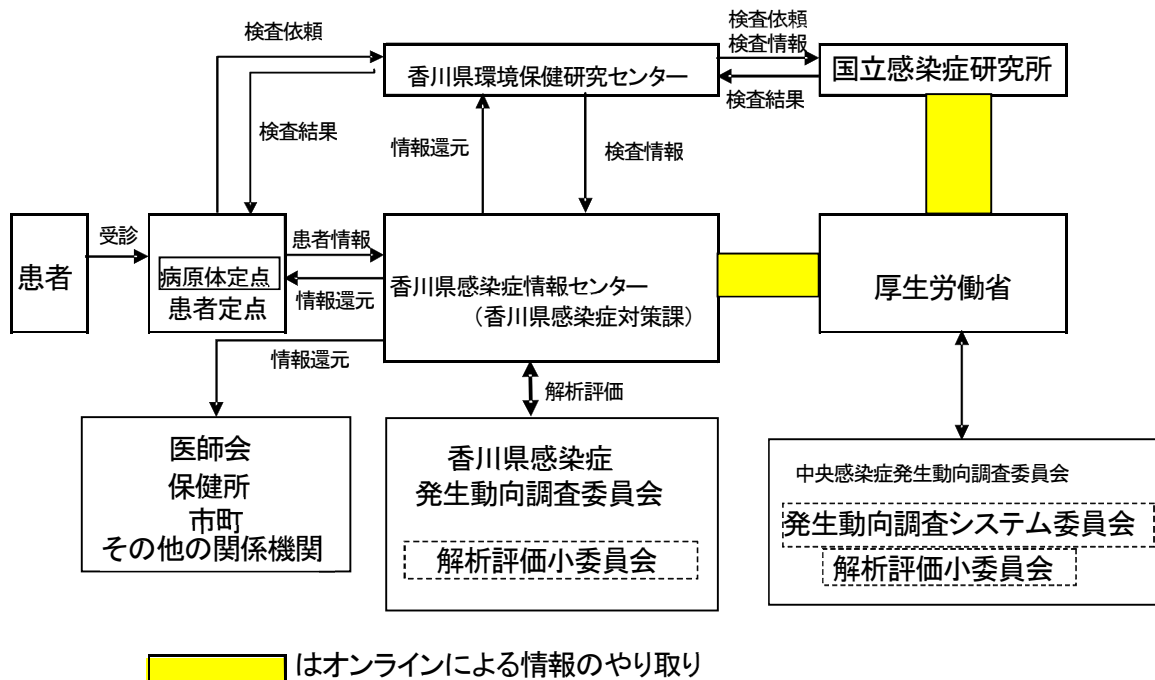 検査依頼
香川県環境保健研究センター
検査依頼
検査情報
国立感染症研究所
検査結果
検査結果
情報還元
検査情報
患者
受診
病原体定点
患者定点
患者情報
情報還元
香川県感染症情報センター
（香川県感染症対策課）
厚生労働省
情報還元
解析評価
医師会
保健所
市町
その他の関係機関
香川県感染症
発生動向調査委員会
解析評価小委員会
中央感染症発生動向調査委員会
発生動向調査システム委員会
解析評価小委員会
はオンラインによる情報のやり取り